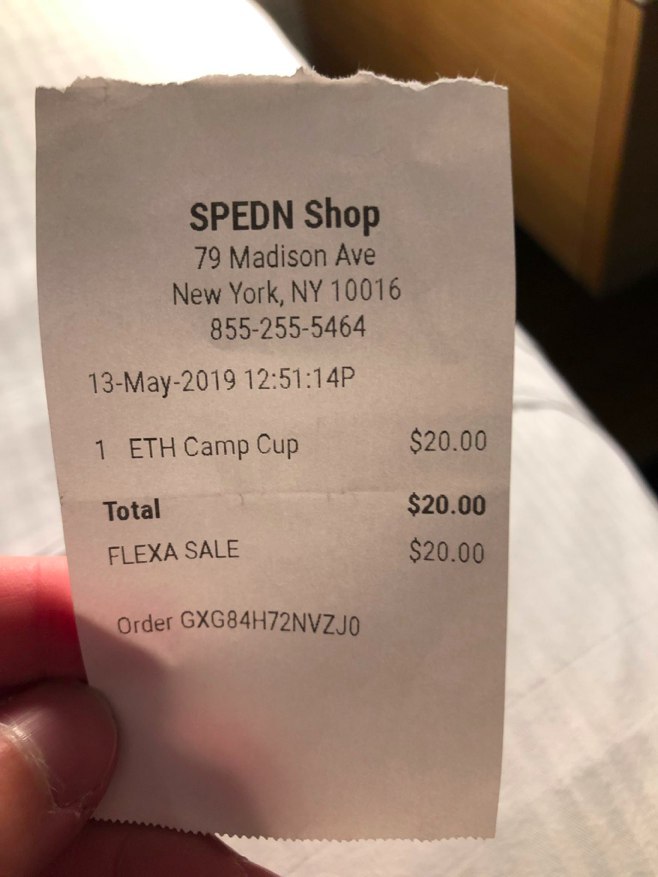 SPEDN Shop
79 Madison Ave
New York, NY 10016
855-255-5464
13-May-2019 12:51:14P
1 ETH Camp Cup $20.00
Total $20.00
FLEXA SALE $20.00
Order GXG84H72NVZJ0